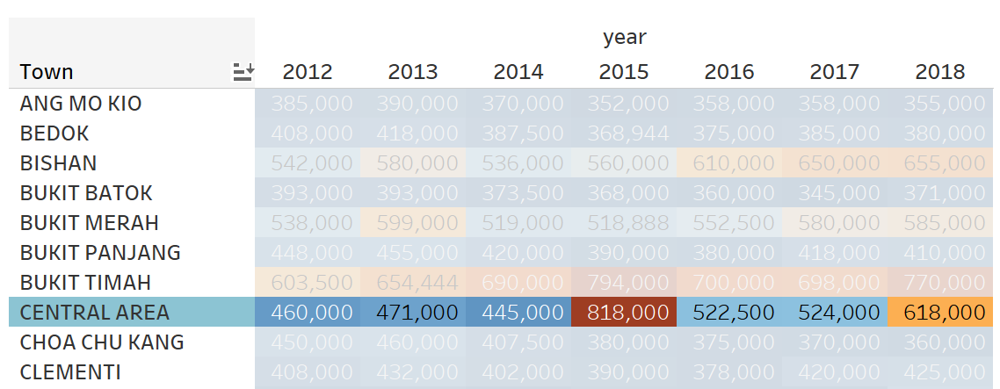 year
Town 2012 2013 2014 2015 2016 2017 2018
ANG MO KIO 385,000 390,000 370,000 352,000 358,000 358,000 355,000
BEDOK 408,000 418,000 387,500 368,944 375,000 385,000 380,000
BISHAN 542,000 580,000 536,000 560,000 610,000 650,000 655,000
BUKIT BATOK 393,000 393,000 373,500 368,000 360,000 345,000 371,000
BUKIT MERAH 538,000 599,000 519,000 518,888 552,500 580,000 585,000
BUKIT PANJANG 448,000 455,000 420,000 390,000 380,000 418,000 410,000
BUKIT TIMAH 603,500 654,444 690,000 794,000 700,000 698,000 770,000
CENTRAL AREA 460,000 471,000 445,000 818,000 522,500 524,000 618,000
CHOA CHU KANG 450,000 460,000 407,500 380,000 375,000 370,000 360,000
CLEMENTI 408,000 432,000 402,000 390,000 378,000 420,000 425,000